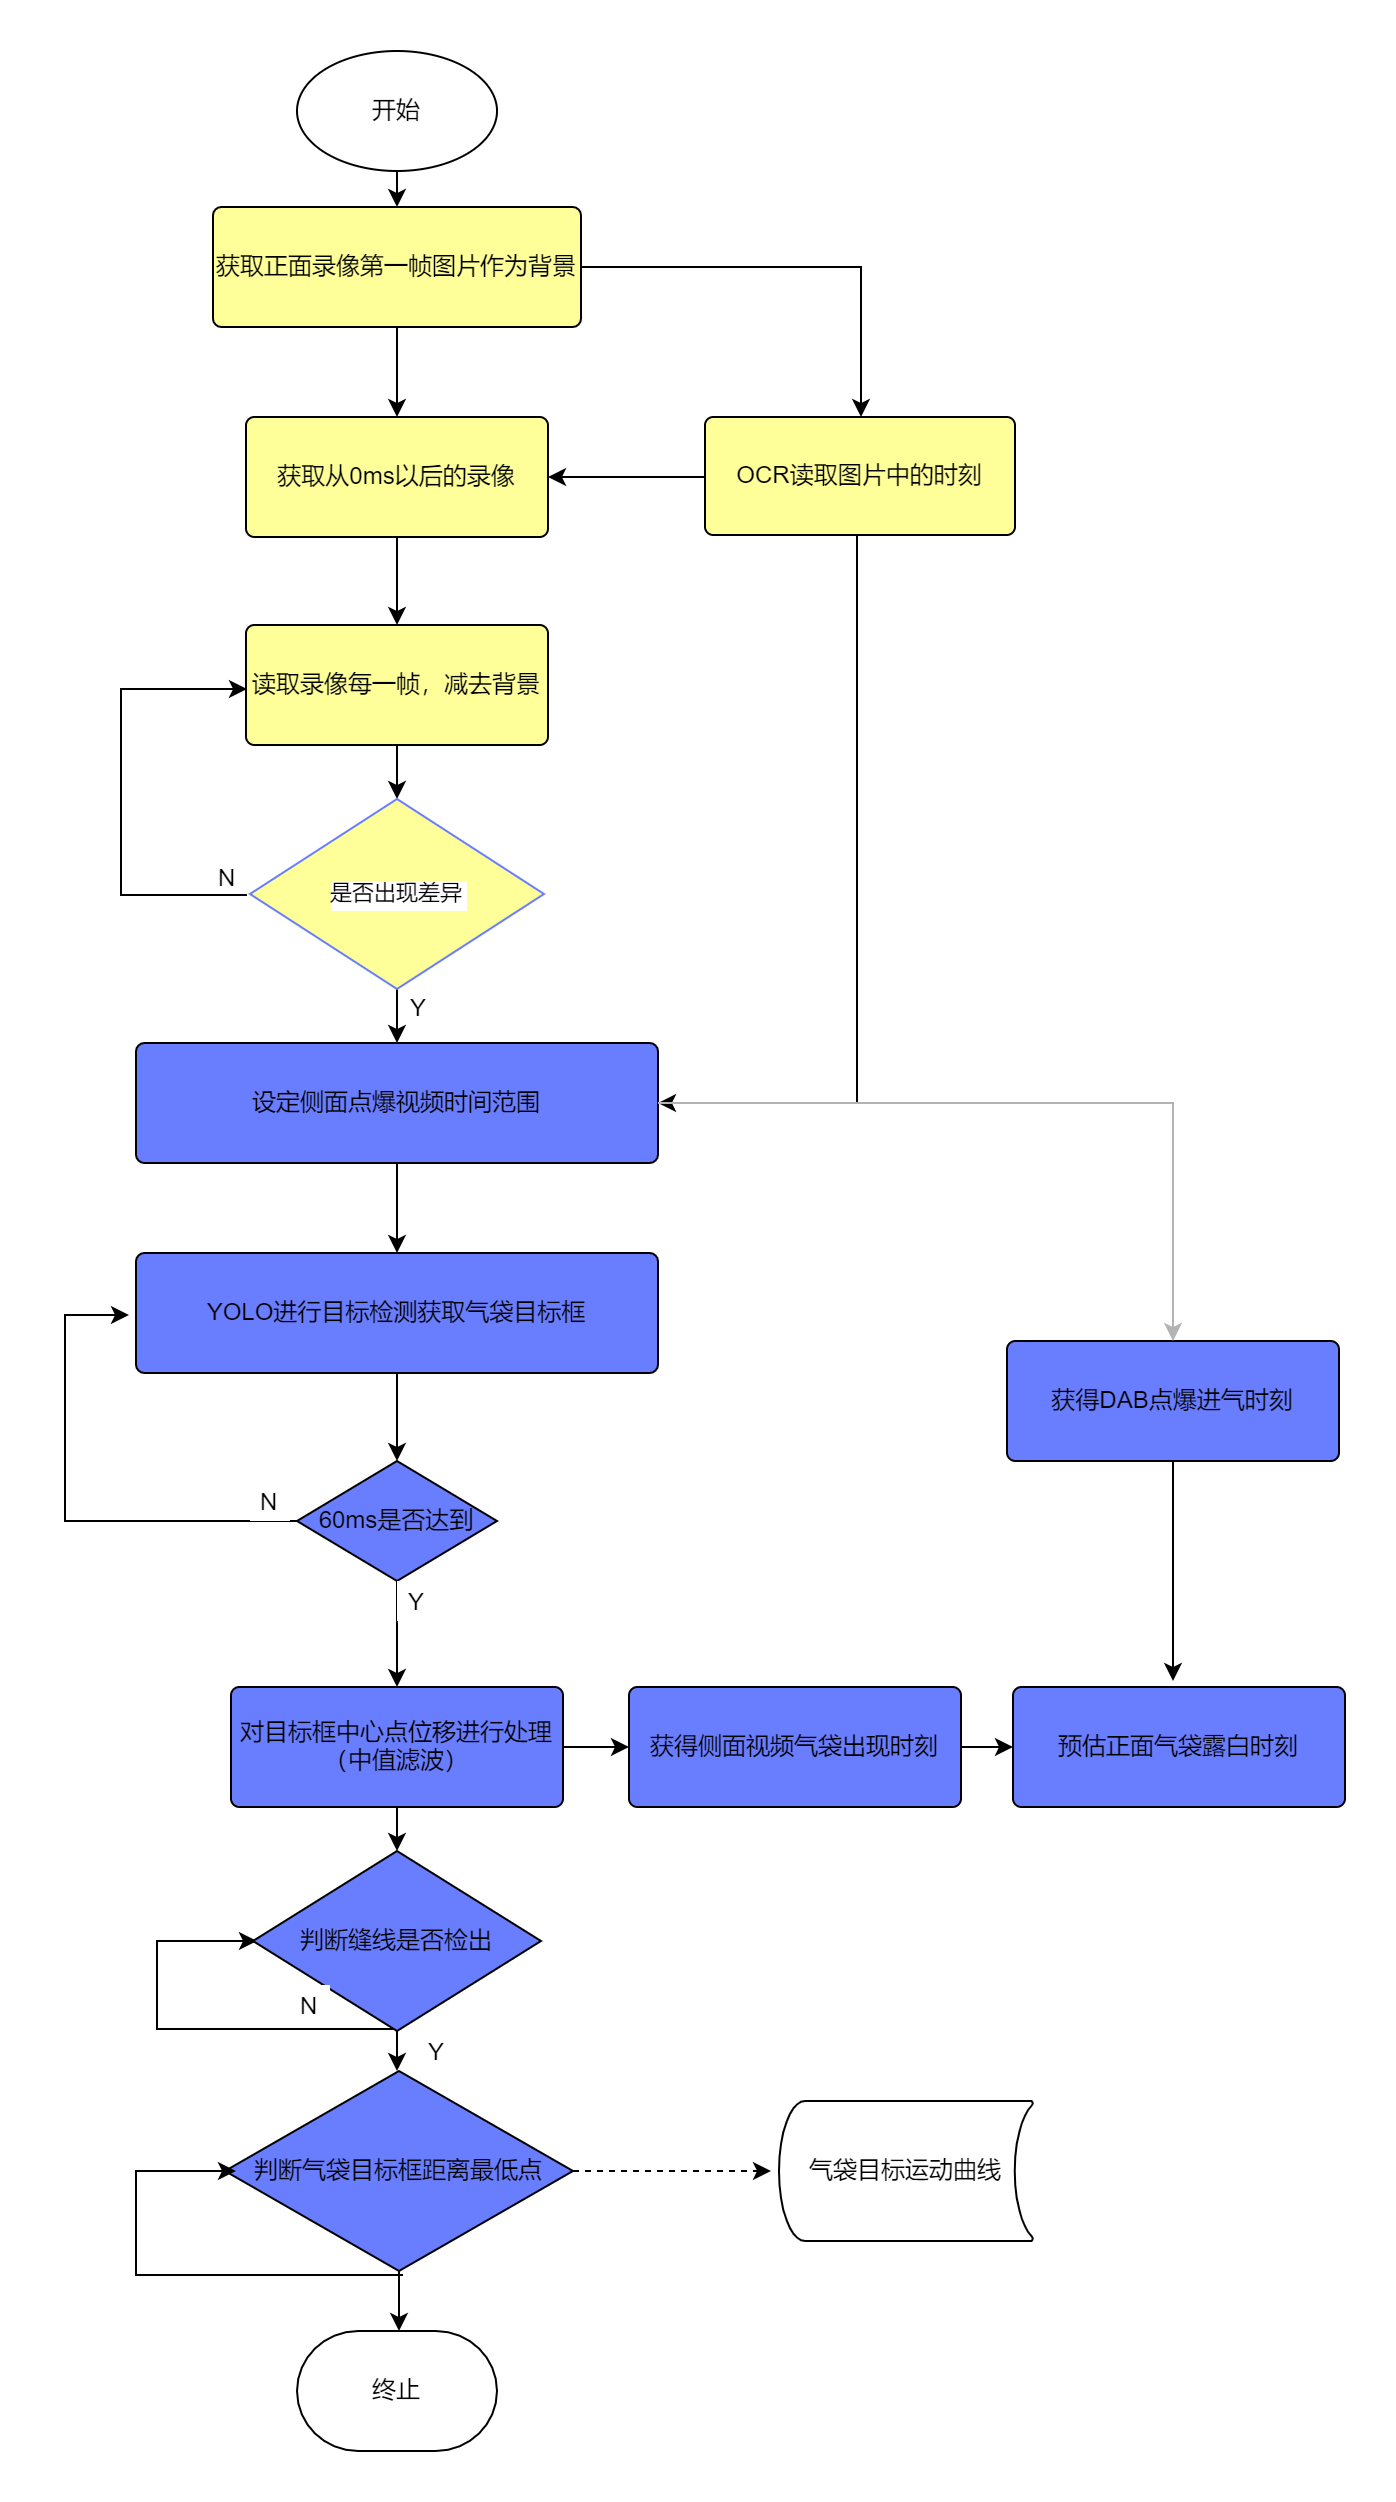 开始
获取正面录像第一帧图片作为背景
获取从0ms以后的录像
OCR读取图片中的时刻
读取录像每一帧，减去背景
N
是否出现差异
Y
设定侧面点爆视频时间范围
YOLO进行目标检测获取气袋目标框
获得DAB点爆进气时刻
N
60ms是否达到
Y
对目标框中心点位移进行处理
（中值滤波）
获得侧面视频气袋出现时刻
预估正面气袋露白时刻
判断缝线是否检出
N
Y
判断气袋目标框距离最低点
气袋目标运动曲线
终止